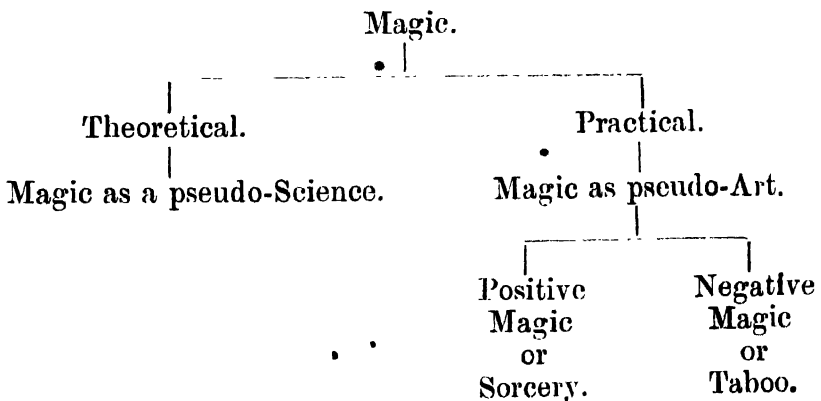 Magic.
Theoretical. Practical.
Magic as a pseudo-Science. Magic as pseudo-Art.
Positive Negative
Magic Magic
or or
Sorcery. Taboo.